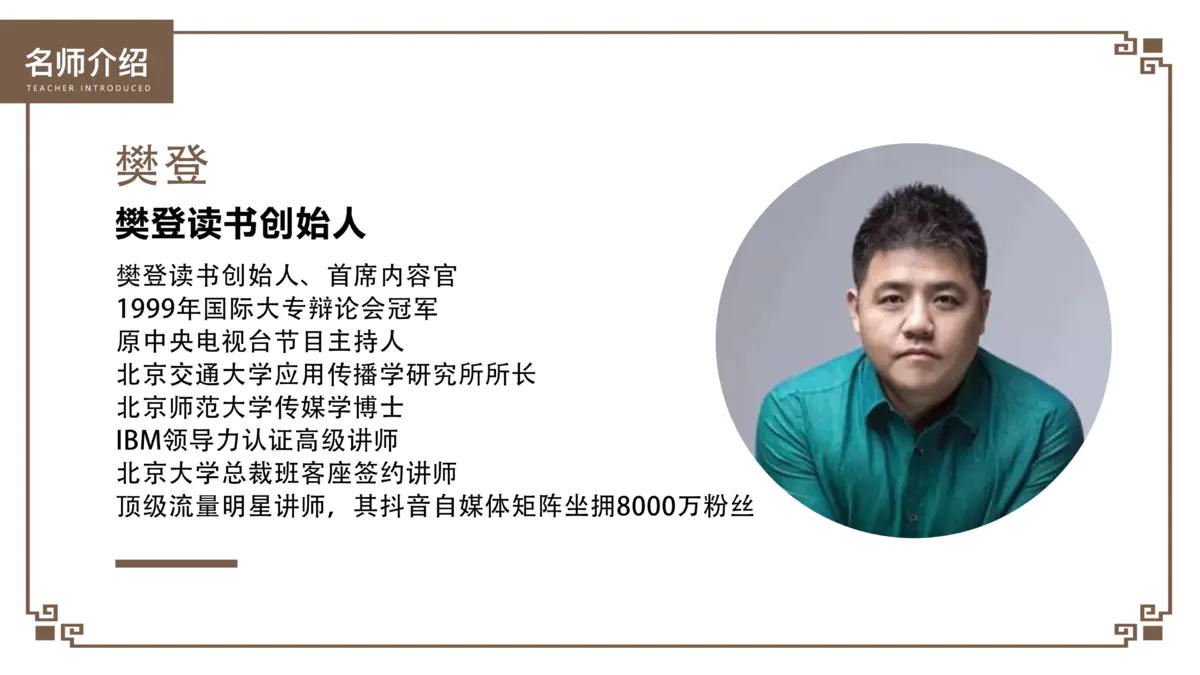 名师介绍
TEACHER INTRODUCED
樊登
樊登读书创始人
樊登读书创始人、首席内容官
1999年国际大专辩论会冠军
原中央电视台节目主持人
北京交通大学应用传播学研究所所长
北京师范大学传媒学博士
IBM领导力认证高级讲师
北京大学总裁班客座签约讲师
顶级流量明星讲师，其抖音自媒体矩阵坐拥8000万粉丝